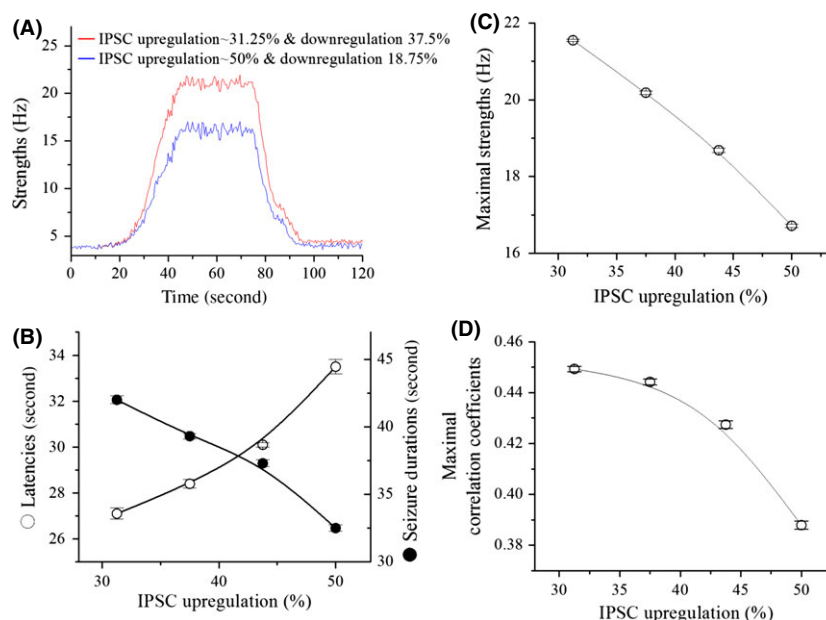 (A)
IPSC upregulation~31.25% & downregulation 37.5%
IPSC upregulation~50% & downregulation 18.75%
25
20
15
10
5
Strengths (Hz)
0 20 40 60 80 100 120
Time (second)
(B)
34
32
30
28
26
Latencies (second)
45
40
35
30
Seizure durations (second)
30 40 50
IPSC upregulation (%)
(C)
22
20
18
16
Maximal strengths (Hz)
30 35 40 45 50
IPSC upregulation (%)
(D)
0.46
0.44
0.42
0.40
0.38
Maximal
correlation coefficients
30 35 40 45 50
IPSC upregulation (%)